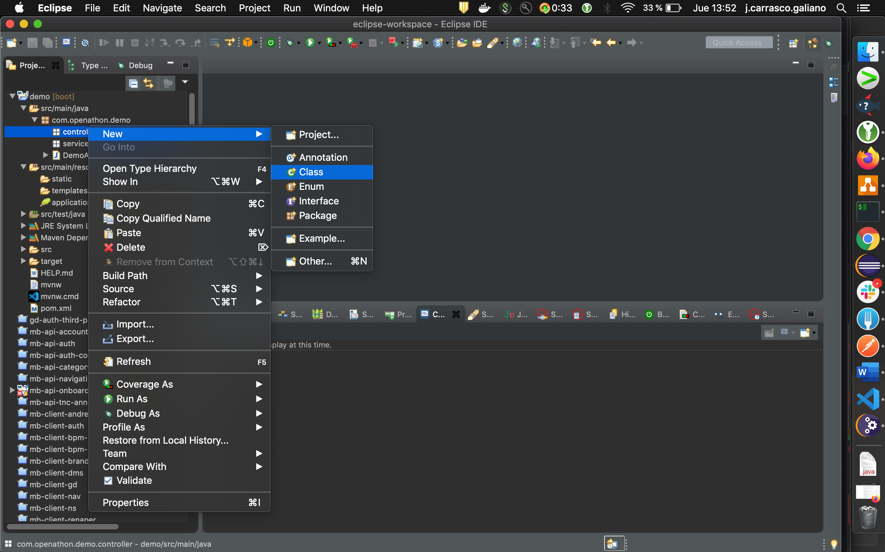 Eclipse File Edit Navigate Search Project Run Window Help 0:33 33 % Jue 13:52 j.carrasco.galiano
eclipse-workspace - Eclipse IDE
Quick Access
Proje... Type ... Debug
demo [boot]
src/main/java
com.openathon.demo
control
service
DemoA
src/main/reso
static
templates
applicatio
src/test/java
JRE System L
Maven Depe
src
target
HELP.md
mvnw
mvnw.cmd
pom.xml
gd-auth-third-p
mb-api-account
mb-api-auth
mb-api-auth-co
mb-api-category
mb-api-navigati
mb-api-onboard
mb-api-tnc-ann
mb-client-andre
mb-client-auth
mb-client-bpm-
mb-client-bpm-
mb-client-brand
mb-client-dms
mb-client-gd
mb-client-nav
mb-client-ns
mb-client-renaper
New
Go Into
Open Type Hierarchy F4
Show In ⌥⌘W
Copy ⌘C
Copy Qualified Name
Paste ⌘V
Delete ⌦
Remove from Context ⌥⇧⌘↓
Build Path
Source ⌥⌘S
Refactor ⌥⌘T
Import...
Export...
Refresh F5
Coverage As
Run As
Debug As
Profile As
Restore from Local History...
Team
Compare With
Validate
Properties ⌘I
Project...
Annotation
Class
Enum
Interface
Package
Example...
Other... ⌘N
S... D... S... Pr... C... S... J... S... S... Hi... B... C... E... S...
play at this time.
com.openathon.demo.controller - demo/src/main/java